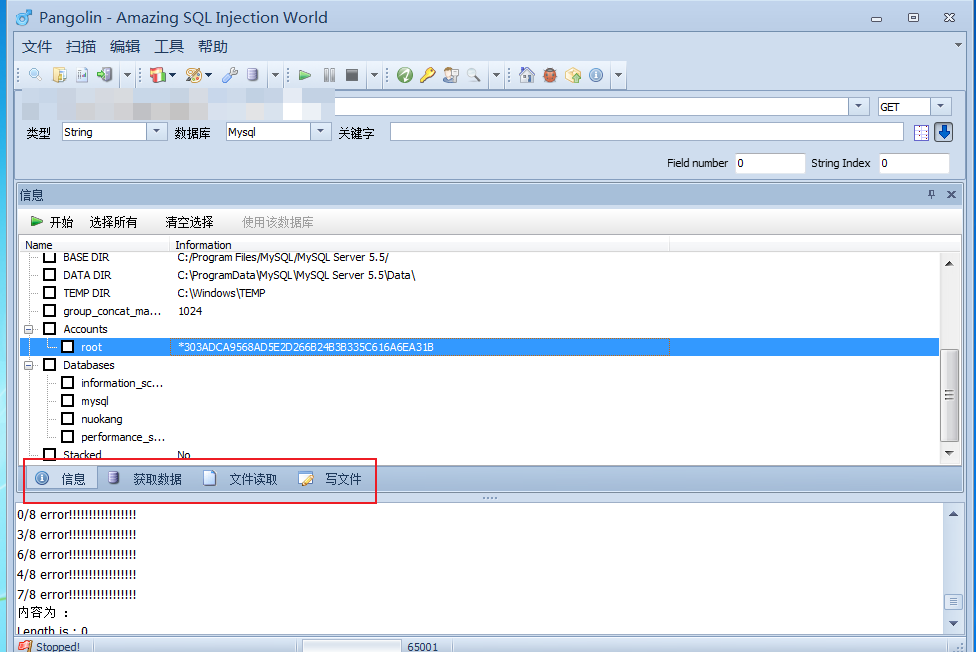 Pangolin - Amazing SQL Injection World
文件 扫描 编辑 工具 帮助
GET
类型 String 数据库 Mysql 关键字
Field number 0 String Index 0
信息
开始 选择所有 清空选择 使用该数据库
Name Information
BASE DIR C:/Program Files/MySQL/MySQL Server 5.5/
DATA DIR C:\ProgramData\MySQL\MySQL Server 5.5\Data\
TEMP DIR C:\Windows\TEMP
group_concat_ma... 1024
Accounts
root *303ADCA9568AD5E2D266B24B3B335C616A6EA31B
Databases
information_sc...
mysql
nuokang
performance_s...
Stacked No
信息 获取数据 文件读取 写文件
0/8 error!!!!!!!!!!!!!!!!!
3/8 error!!!!!!!!!!!!!!!!!
6/8 error!!!!!!!!!!!!!!!!!
4/8 error!!!!!!!!!!!!!!!!!
7/8 error!!!!!!!!!!!!!!!!!
内容为 ：
Length is : 0
Stopped! 65001